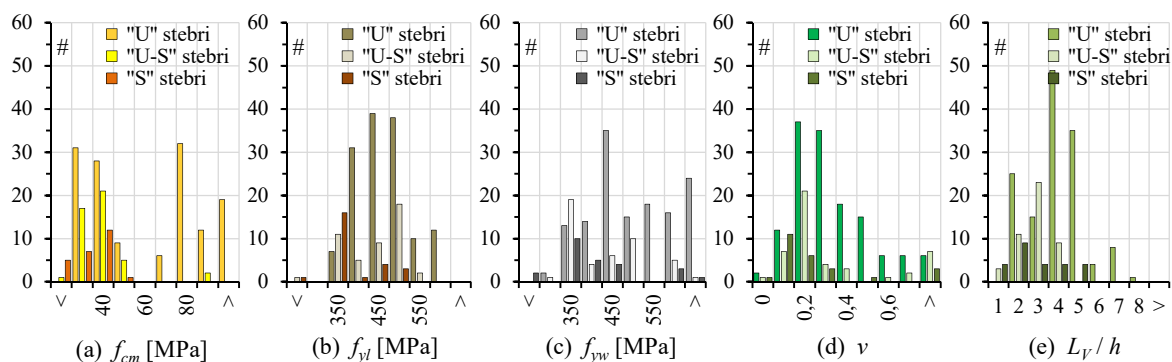 60 60 60 60 60
# "U" stebri # "U" stebri # "U" stebri # "U" stebri # "U" stebri
50 "U-S" stebri 50 "U-S" stebri 50 "U-S" stebri 50 "U-S" stebri 50 "U-S" stebri
"S" stebri "S" stebri "S" stebri "S" stebri "S" stebri
40 40 40 40 40
30 30 30 30 30
20 20 20 20 20
10 10 10 10 10
0 0 0 0 0
< 40 60 80 > < 350 450 550 > < 350 450 550 > 0 0,2 0,4 0,6 > 1 2 3 4 5 6 7 8 >
(a) fcm [MPa] (b) fyl [MPa] (c) fyw [MPa] (d) ν (e) LV / h